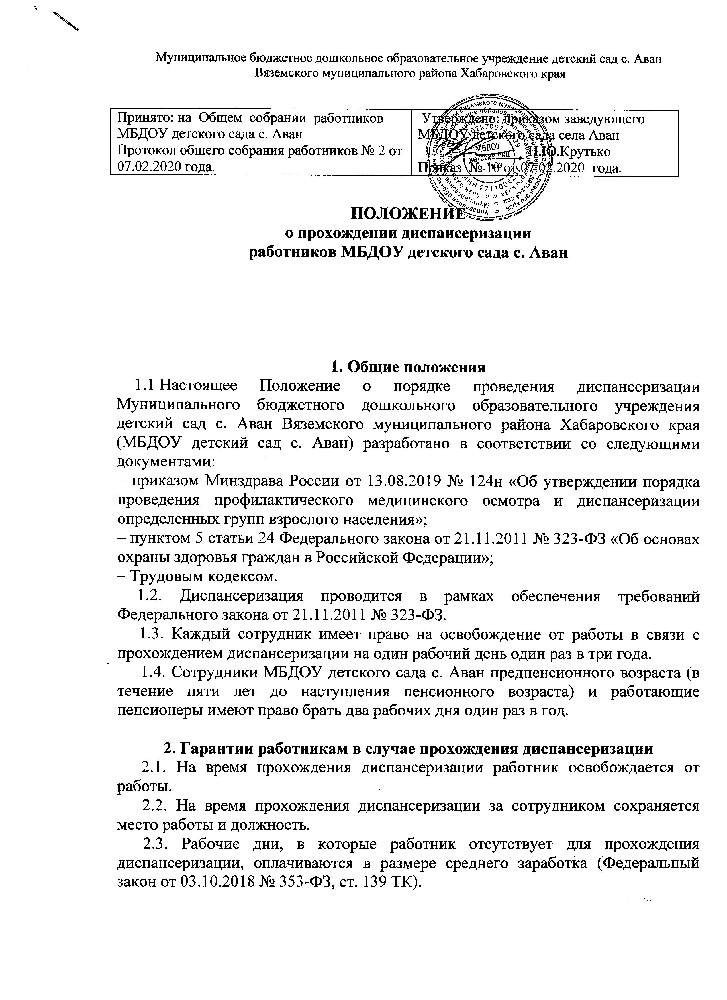 Муниципальное бюджетное дошкольное образовательное учреждение детский сад с. Аван
Вяземского муниципального района Хабаровского края
Принято: на Общем собрании работников
МБДОУ детского сада с. Аван
Протокол общего собрания работников № 2 от
07.02.2020 года.
Утверждено: приказом заведующего
МБДОУ детского сада села Аван
Н.Ю.Крутько
Приказ № 10 от 02.2020 года.
МБДОУ
детский сад
с. Аван
ПОЛОЖЕНИЕ
о прохождении диспансеризации
работников МБДОУ детского сада с. Аван
1. Общие положения
1.1 Настоящее Положение о порядке проведения диспансеризации
Муниципального бюджетного дошкольного образовательного учреждения
детский сад с. Аван Вяземского муниципального района Хабаровского края
(МБДОУ детский сад с. Аван) разработано в соответствии со следующими
документами:
– приказом Минздрава России от 13.08.2019 № 124н «Об утверждении порядка
проведения профилактического медицинского осмотра и диспансеризации
определенных групп взрослого населения»;
– пунктом 5 статьи 24 Федерального закона от 21.11.2011 № 323-ФЗ «Об основах
охраны здоровья граждан в Российской Федерации»;
– Трудовым кодексом.
1.2. Диспансеризация проводится в рамках обеспечения требований
Федерального закона от 21.11.2011 № 323-ФЗ.
1.3. Каждый сотрудник имеет право на освобождение от работы в связи с
прохождением диспансеризации на один рабочий день один раз в три года.
1.4. Сотрудники МБДОУ детского сада с. Аван предпенсионного возраста (в
течение пяти лет до наступления пенсионного возраста) и работающие
пенсионеры имеют право брать два рабочих дня один раз в год.
2. Гарантии работникам в случае прохождения диспансеризации
2.1. На время прохождения диспансеризации работник освобождается от
работы.
2.2. На время прохождения диспансеризации за сотрудником сохраняется
место работы и должность.
2.3. Рабочие дни, в которые работник отсутствует для прохождения
диспансеризации, оплачиваются в размере среднего заработка (Федеральный
закон от 03.10.2018 № 353-ФЗ, ст. 139 ТК).